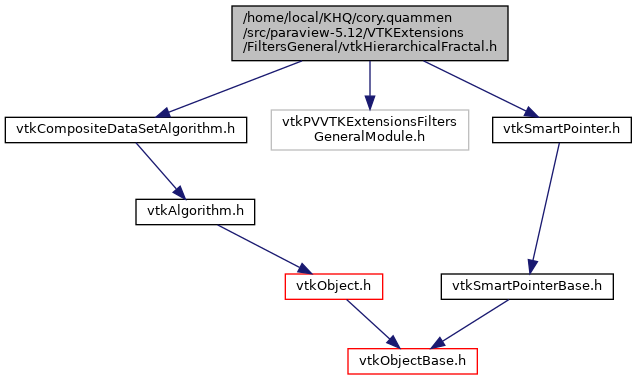 /home/local/KHQ/cory.quammen
/src/paraview-5.12/VTKExtensions
/FiltersGeneral/vtkHierarchicalFractal.h
vtkCompositeDataSetAlgorithm.h
vtkPVVTKExtensionsFilters
GeneralModule.h
vtkSmartPointer.h
vtkAlgorithm.h
vtkObject.h
vtkSmartPointerBase.h
vtkObjectBase.h